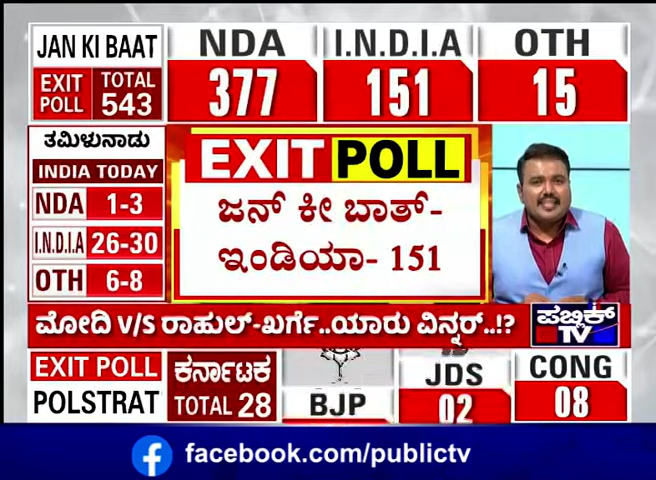 JAN KI BAAT
EXIT POLL
TOTAL 543
NDA
377
I.N.D.I.A
151
OTH
15
ತಮಿಳುನಾಡು
INDIA TODAY
NDA 1-3
I.N.D.I.A 26-30
OTH 6-8
EXIT POLL
ಜನ್ ಕೀ ಬಾತ್-
ಇಂಡಿಯಾ- 151
ಮೋದಿ V/S ರಾಹುಲ್-ಖರ್ಗೆ..ಯಾರು ವಿನ್ನರ್..!?
ಪಬ್ಲಿಕ್
TV
EXIT POLL
POLSTRAT
ಕರ್ನಾಟಕ
TOTAL 28
BJP
JDS
02
CONG
08
facebook.com/publictv